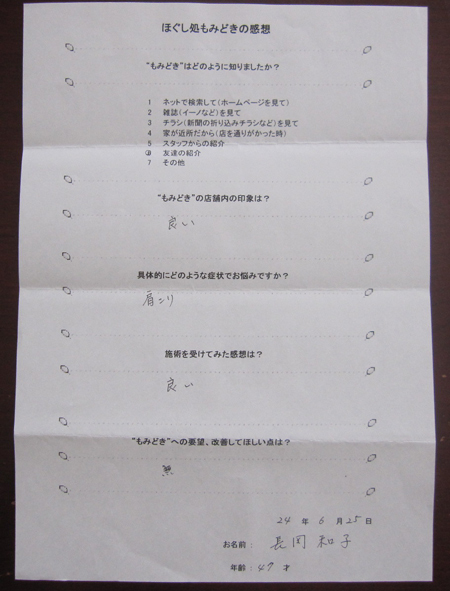 ほぐし処もみどきの感想
"もみどき"はどのように知りましたか？
1 ネットで検索して(ホームページを見て)
2 雑誌(イーノなど)を見て
3 チラシ(新聞の折り込みチラシなど)を見て
4 家が近所だから(店を通りがかった時)
5 スタッフからの紹介
6 友達の紹介
7 その他
"もみどき"の店舗内の印象は？
良い
具体的にどのような症状でお悩みですか？
肩こり
施術を受けてみた感想は？
良い
"もみどき"への要望、改善してほしい点は？
無
24 年 6 月 25 日
お名前： 長岡 和子
年齢：47 才